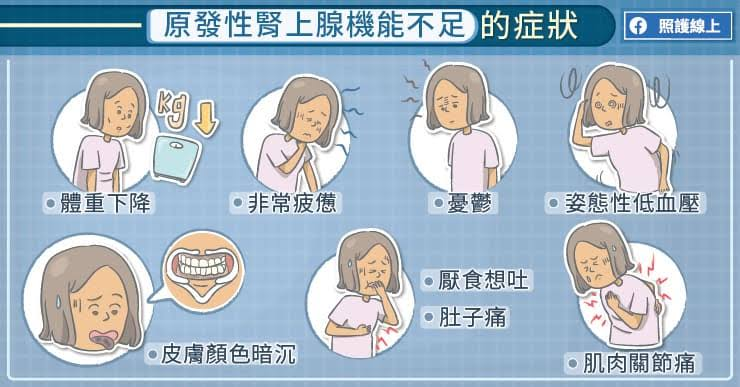 原發性腎上腺機能不足的症狀
照護線上
kg
體重下降
非常疲憊
憂鬱
姿態性低血壓
皮膚顏色暗沉
厭食想吐
肚子痛
肌肉關節痛